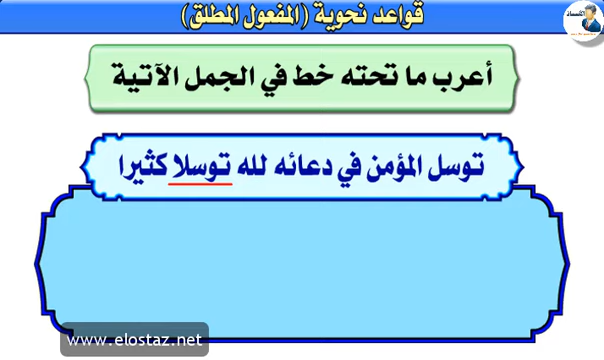 قواعد نحوية (المفعول المطلق)
أعرب ما تحته خط في الجمل الآتية
توسل المؤمن في دعائه لله توسلا كثيرا
www.elostaz.net